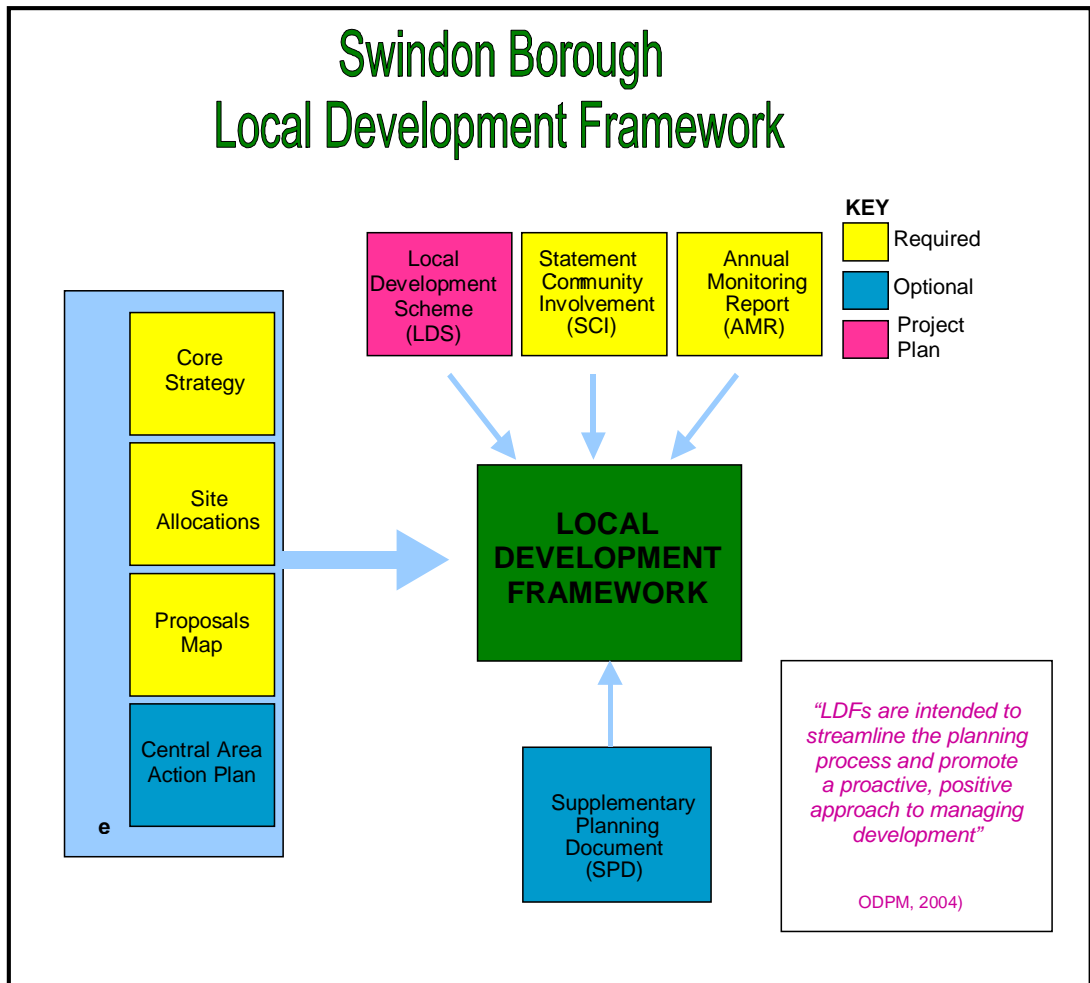 Swindon Borough
Local Development Framework
KEY
Required
Optional
Project
Plan
Local
Development
Scheme
(LDS)
Statement
Community
Involvement
(SCI)
Annual
Monitoring
Report
(AMR)
Core
Strategy
Site
Allocations
Proposals
Map
Central Area
Action Plan
e
LOCAL
DEVELOPMENT
FRAMEWORK
Supplementary
Planning
Document
(SPD)
“LDFs are intended to
streamline the planning
process and promote
a proactive, positive
approach to managing
development”
ODPM, 2004)